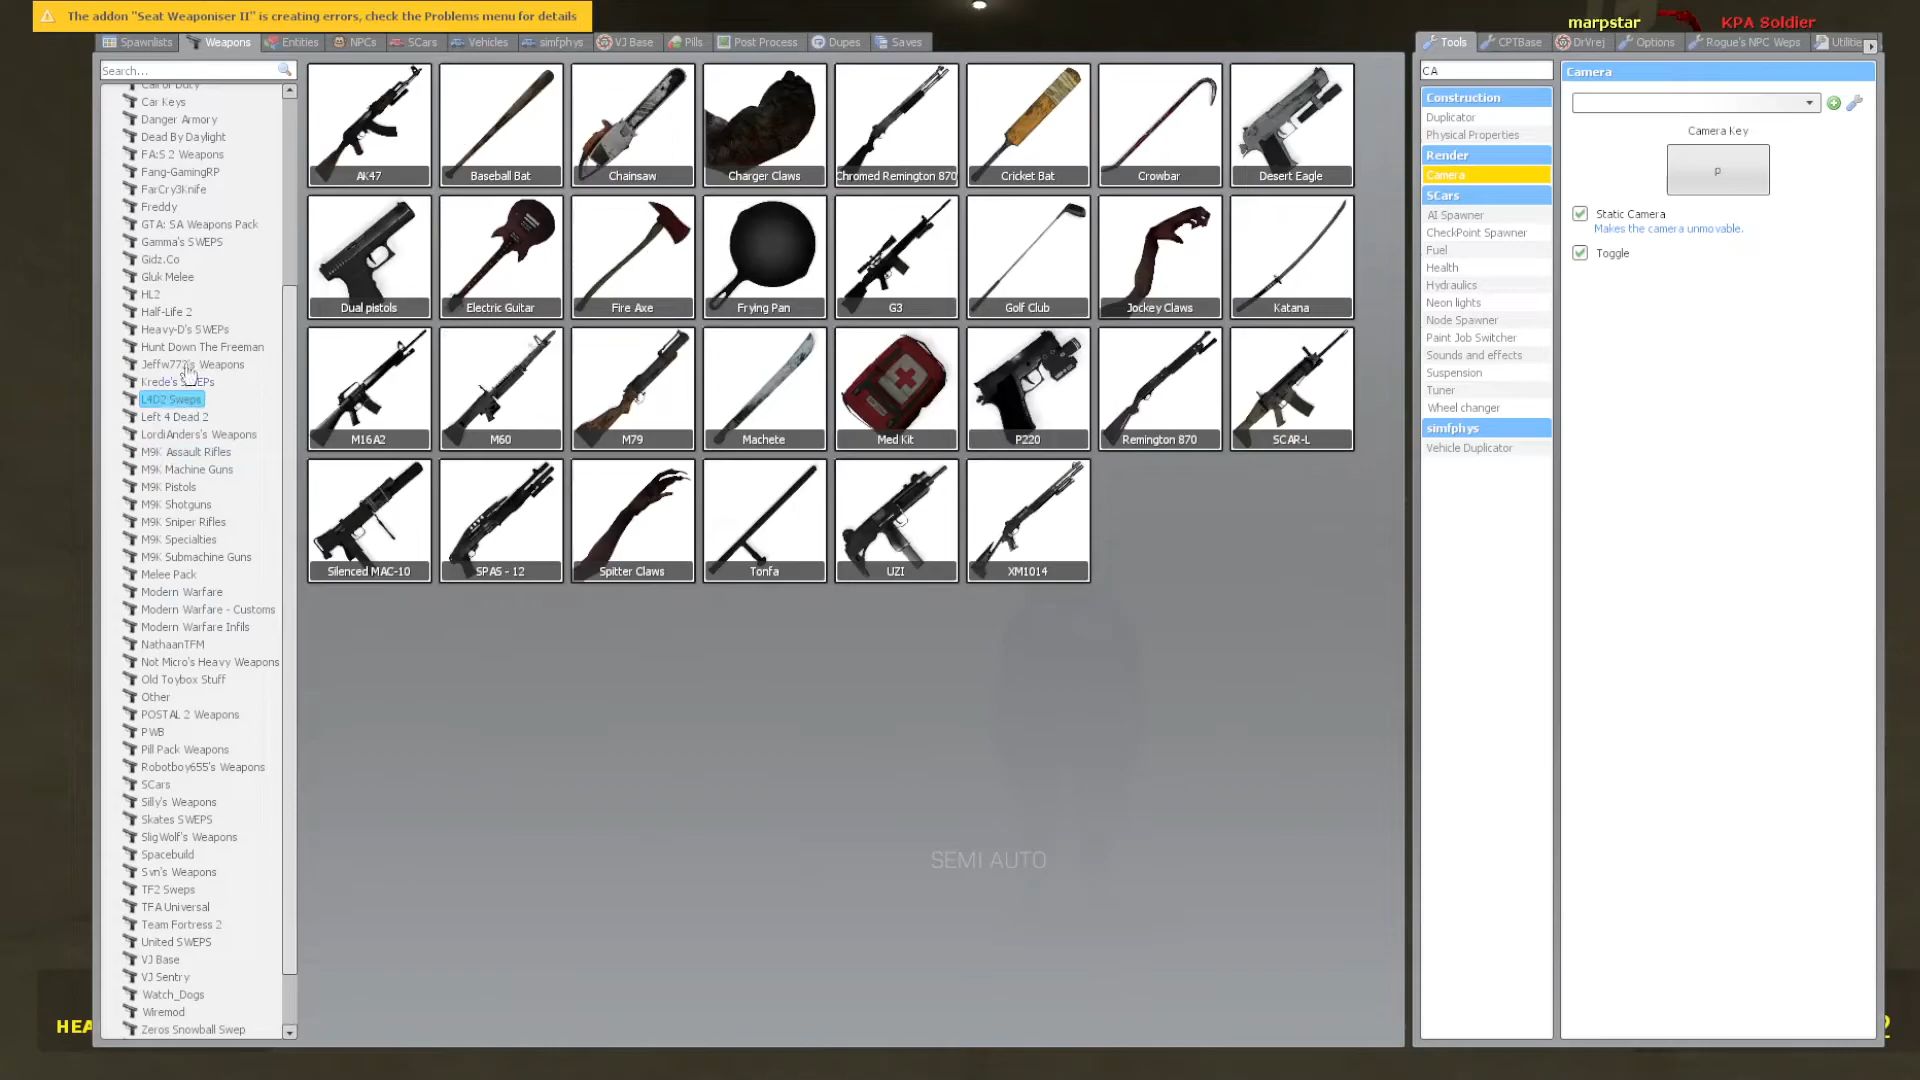 The addon "Seat Weaponiser II" is creating errors, check the Problems menu for details
marpstar KPA Soldier
Spawnlists Weapons Entities NPCs SCars Vehicles simfphys VJ Base Pills Post Process Dupes Saves
Tools CPTBase DrVrej Options Rogue's NPC Weps Utilitie
Search...
Call of Duty
Car Keys
Danger Armory
Dead By Daylight
FA:S 2 Weapons
Fang-GamingRP
FarCry3Knife
Freddy
GTA: SA Weapons Pack
Gamma's SWEPS
Gidz.Co
Gluk Melee
HL2
Half-Life 2
Heavy-D's SWEPs
Hunt Down The Freeman
Jeffw773's Weapons
Krede's SWEPs
L4D2 Sweps
Left 4 Dead 2
LordiAnders's Weapons
M9K Assault Rifles
M9K Machine Guns
M9K Pistols
M9K Shotguns
M9K Sniper Rifles
M9K Specialties
M9K Submachine Guns
Melee Pack
Modern Warfare
Modern Warfare - Customs
Modern Warfare Infils
NathaanTFM
Not Micro's Heavy Weapons
Old Toybox Stuff
Other
POSTAL 2 Weapons
PWB
Pill Pack Weapons
Robotboy655's Weapons
SCars
Silly's Weapons
Skates SWEPS
SligWolf's Weapons
Spacebuild
Svn's Weapons
TF2 Sweps
TFA Universal
Team Fortress 2
United SWEPS
VJ Base
VJ Sentry
Watch_Dogs
Wiremod
Zeros Snowball Swep
AK47 Baseball Bat Chainsaw Charger Claws Chromed Remington 870 Cricket Bat Crowbar Desert Eagle
Dual pistols Electric Guitar Fire Axe Frying Pan G3 Golf Club Jockey Claws Katana
M16A2 M60 M79 Machete Med Kit P220 Remington 870 SCAR-L
Silenced MAC-10 SPAS - 12 Spitter Claws Tonfa UZI XM1014
SEMI AUTO
CA
Construction
Duplicator
Physical Properties
Render
Camera
SCars
AI Spawner
CheckPoint Spawner
Fuel
Health
Hydraulics
Neon lights
Node Spawner
Paint Job Switcher
Sounds and effects
Suspension
Tuner
Wheel changer
simfphys
Vehicle Duplicator
Camera
Camera Key
P
Static Camera
Makes the camera unmovable.
Toggle
HEA
2